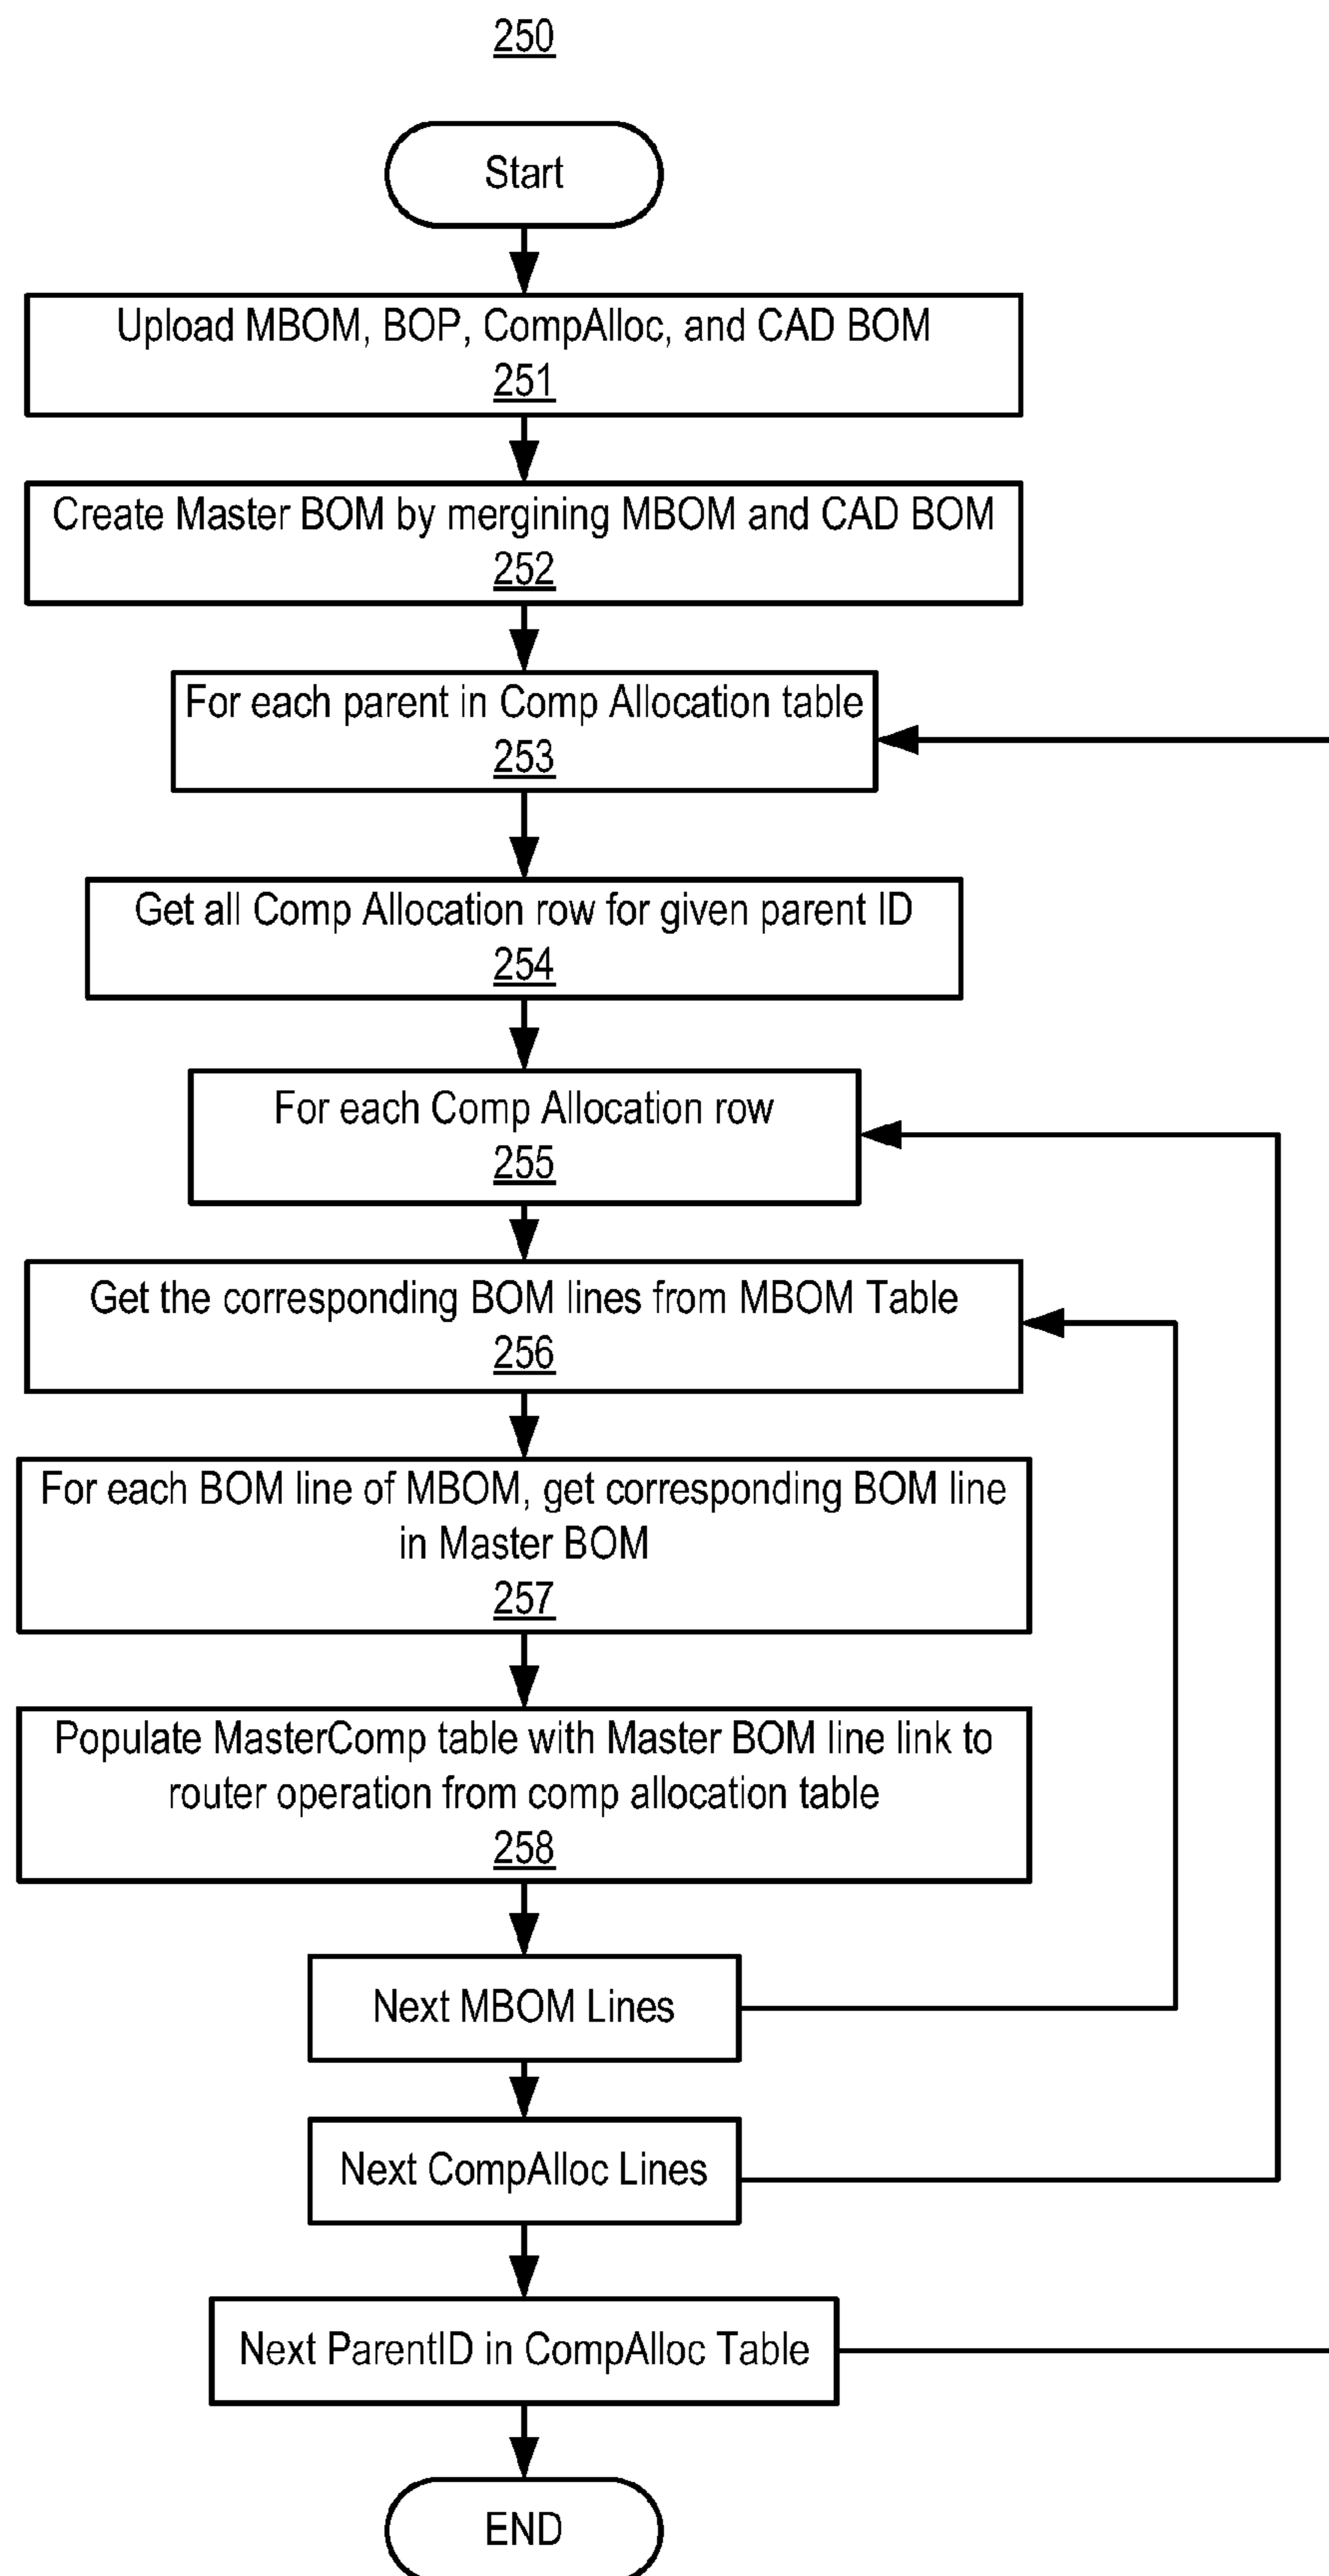 250
Start
Upload MBOM, BOP, CompAlloc, and CAD BOM
251
Create Master BOM by mergining MBOM and CAD BOM
252
For each parent in Comp Allocation table
253
Get all Comp Allocation row for given parent ID
254
For each Comp Allocation row
255
Get the corresponding BOM lines from MBOM Table
256
For each BOM line of MBOM, get corresponding BOM line
in Master BOM
257
Populate MasterComp table with Master BOM line link to
router operation from comp allocation table
258
Next MBOM Lines
Next CompAlloc Lines
Next ParentID in CompAlloc Table
END